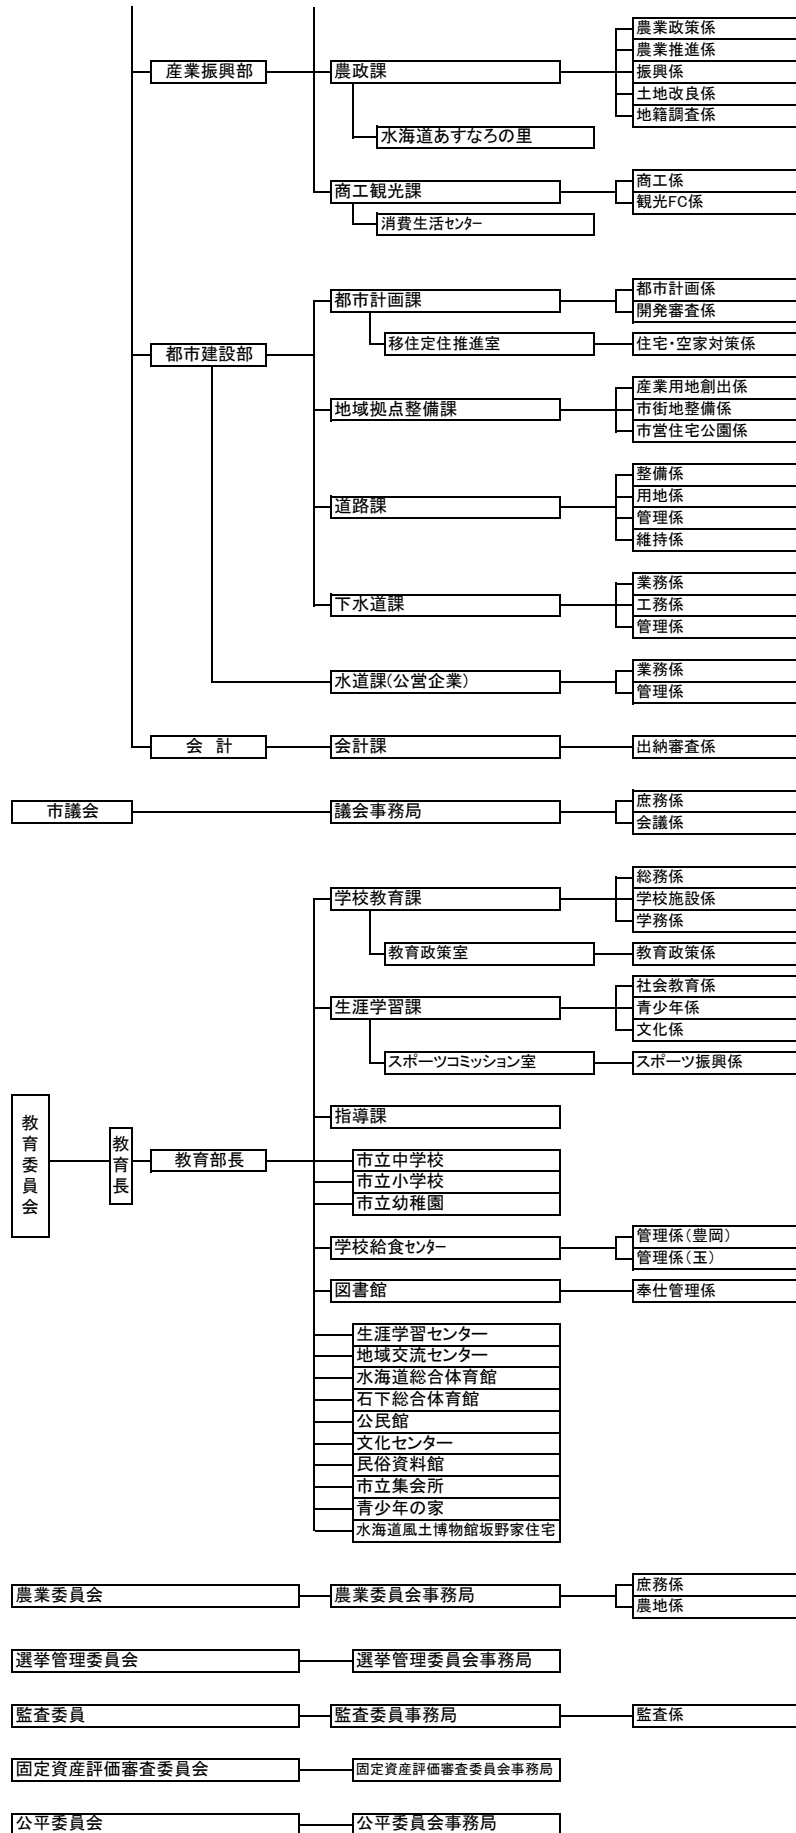 産業振興部
農政課
農業政策係
農業推進係
振興係
土地改良係
地籍調査係
水海道あすなろの里
商工観光課
商工係
観光FC係
消費生活センター
都市建設部
都市計画課
都市計画係
開発審査係
移住定住推進室
住宅・空家対策係
地域拠点整備課
産業用地創出係
市街地整備係
市営住宅公園係
道路課
整備係
用地係
管理係
維持係
下水道課
業務係
工務係
管理係
水道課(公営企業)
業務係
管理係
会 計
会計課
出納審査係
市議会
議会事務局
庶務係
会議係
教育委員会
教育長
教育部長
学校教育課
総務係
学校施設係
学務係
教育政策室
教育政策係
生涯学習課
社会教育係
青少年係
文化係
スポーツコミッション室
スポーツ振興係
指導課
市立中学校
市立小学校
市立幼稚園
学校給食センター
管理係(豊岡)
管理係(玉)
図書館
奉仕管理係
生涯学習センター
地域交流センター
水海道総合体育館
石下総合体育館
公民館
文化センター
民俗資料館
市立集会所
青少年の家
水海道風土博物館坂野家住宅
農業委員会
農業委員会事務局
庶務係
農地係
選挙管理委員会
選挙管理委員会事務局
監査委員
監査委員事務局
監査係
固定資産評価審査委員会
固定資産評価審査委員会事務局
公平委員会
公平委員会事務局